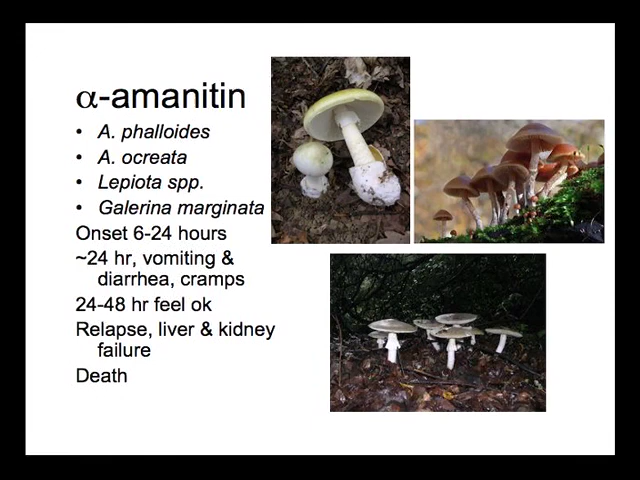 α-amanitin
• A. phalloides
• A. ocreata
• Lepiota spp.
• Galerina marginata
Onset 6-24 hours
~24 hr, vomiting &
diarrhea, cramps
24-48 hr feel ok
Relapse, liver & kidney
failure
Death